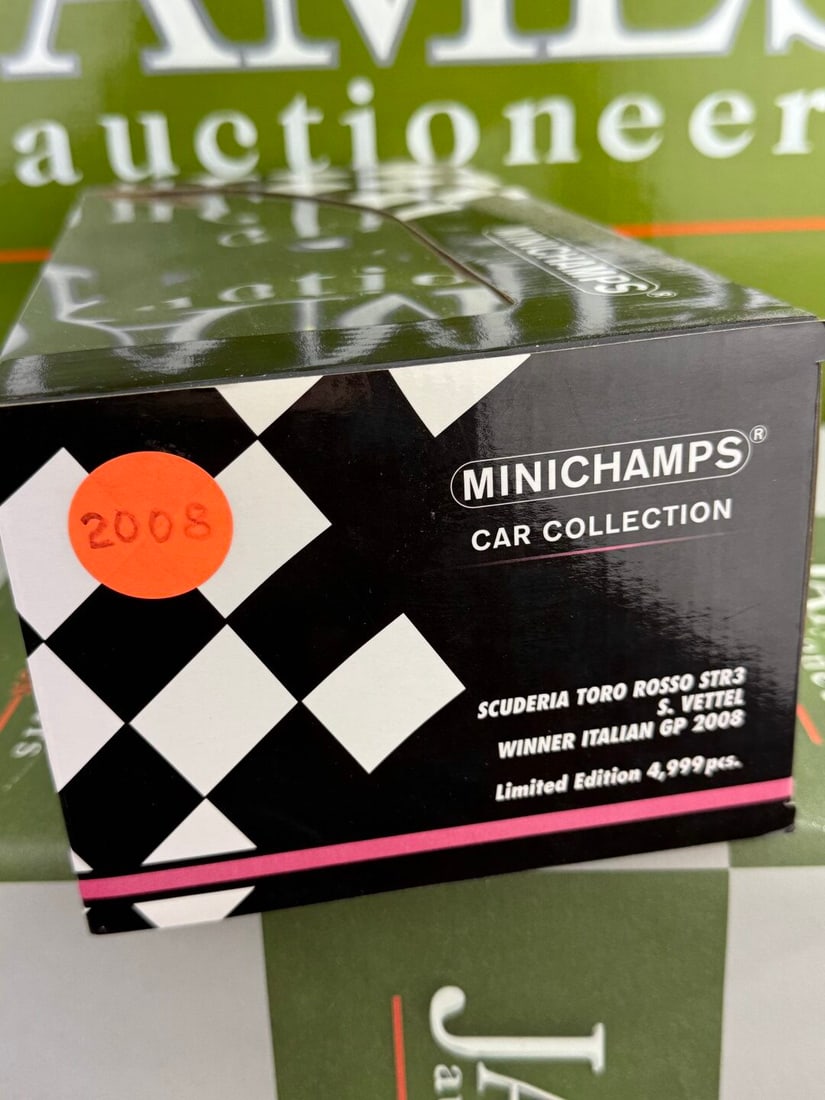 auctioneer
MINICHAMPS®
2008
MINICHAMPS®
CAR COLLECTION
SCUDERIA TORO ROSSO STR3
S. VETTEL
WINNER ITALIAN GP 2008
Limited Edition 4,999 pcs.